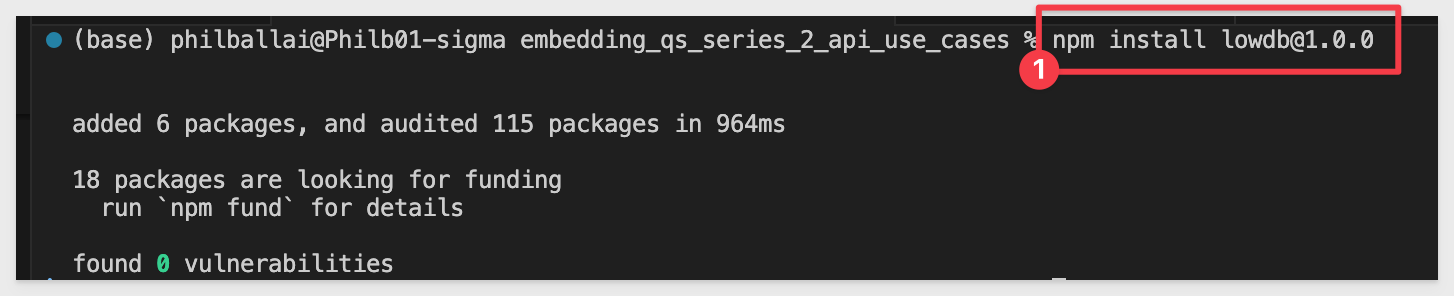 (base) philballai@Philb01-sigma embedding_qs_series_2_api_use_cases % npm install lowdb@1.0.0
1
added 6 packages, and audited 115 packages in 964ms
18 packages are looking for funding
run `npm fund` for details
found 0 vulnerabilities